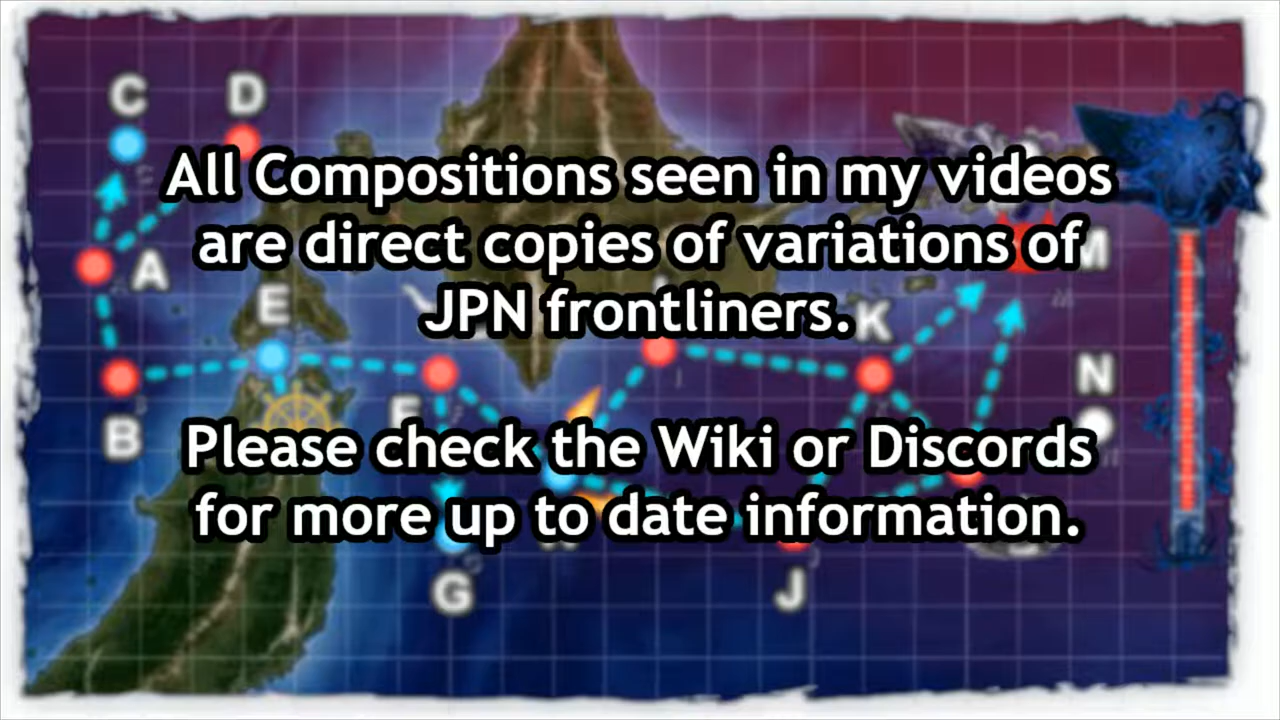 C D
All Compositions seen in my videos
are direct copies of variations of
JPN frontliners.
A
E
K
M
N
B
F
Please check the Wiki or Discords
for more up to date information.
G
J